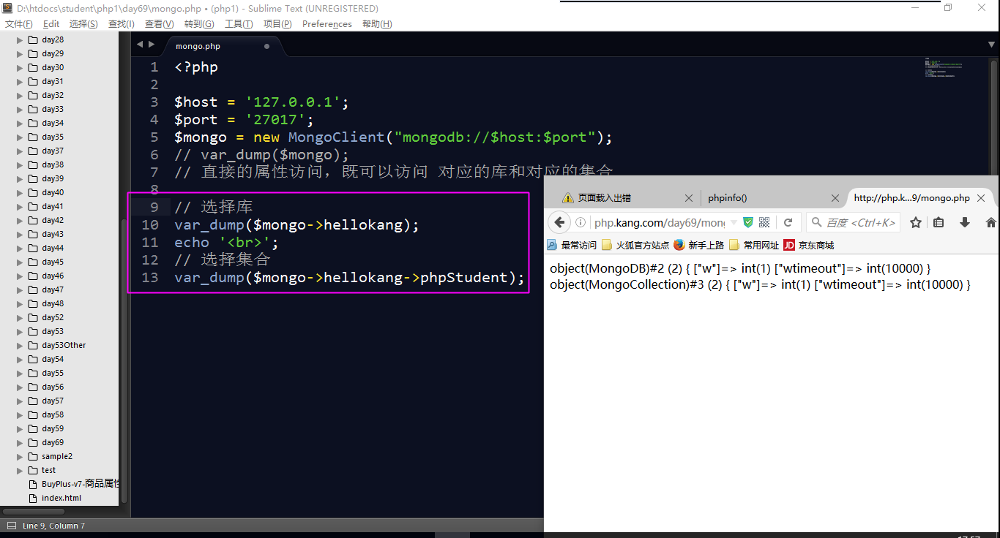 D:\htdocs\student\php1\day69\mongo.php • (php1) - Sublime Text (UNREGISTERED)
文件(F) Edit 选择(S) 查找(I) 查看(V) 转到(G) 工具(T) 项目(P) Preferences 帮助(H)
day28
day29
day30
day31
day32
day33
day34
day35
day37
day38
day39
day40
day41
day42
day43
day44
day45
day46
day47
day48
day52
day53
day53Other
day54
day55
day56
day57
day58
day59
day69
sample2
test
BuyPlus-v7-商品属性
index.html
mongo.php
1 <?php
2
3 $host = '127.0.0.1';
4 $port = '27017';
5 $mongo = new MongoClient("mongodb://$host:$port");
6 // var_dump($mongo);
7 // 直接的属性访问，既可以访问 对应的库和对应的集合
8
9 // 选择库
10 var_dump($mongo->hellokang);
11 echo '<br>';
12 // 选择集合
13 var_dump($mongo->hellokang->phpStudent);
页面载入出错 phpinfo() http://php.k...9/mongo.php
php.kang.com/day69/mong 百度 <Ctrl+K>
最常访问 火狐官方站点 新手上路 常用网址 JD 京东商城
object(MongoDB)#2 (2) { ["w"]=> int(1) ["wtimeout"]=> int(10000) }
object(MongoCollection)#3 (2) { ["w"]=> int(1) ["wtimeout"]=> int(10000) }
Line 9, Column 7